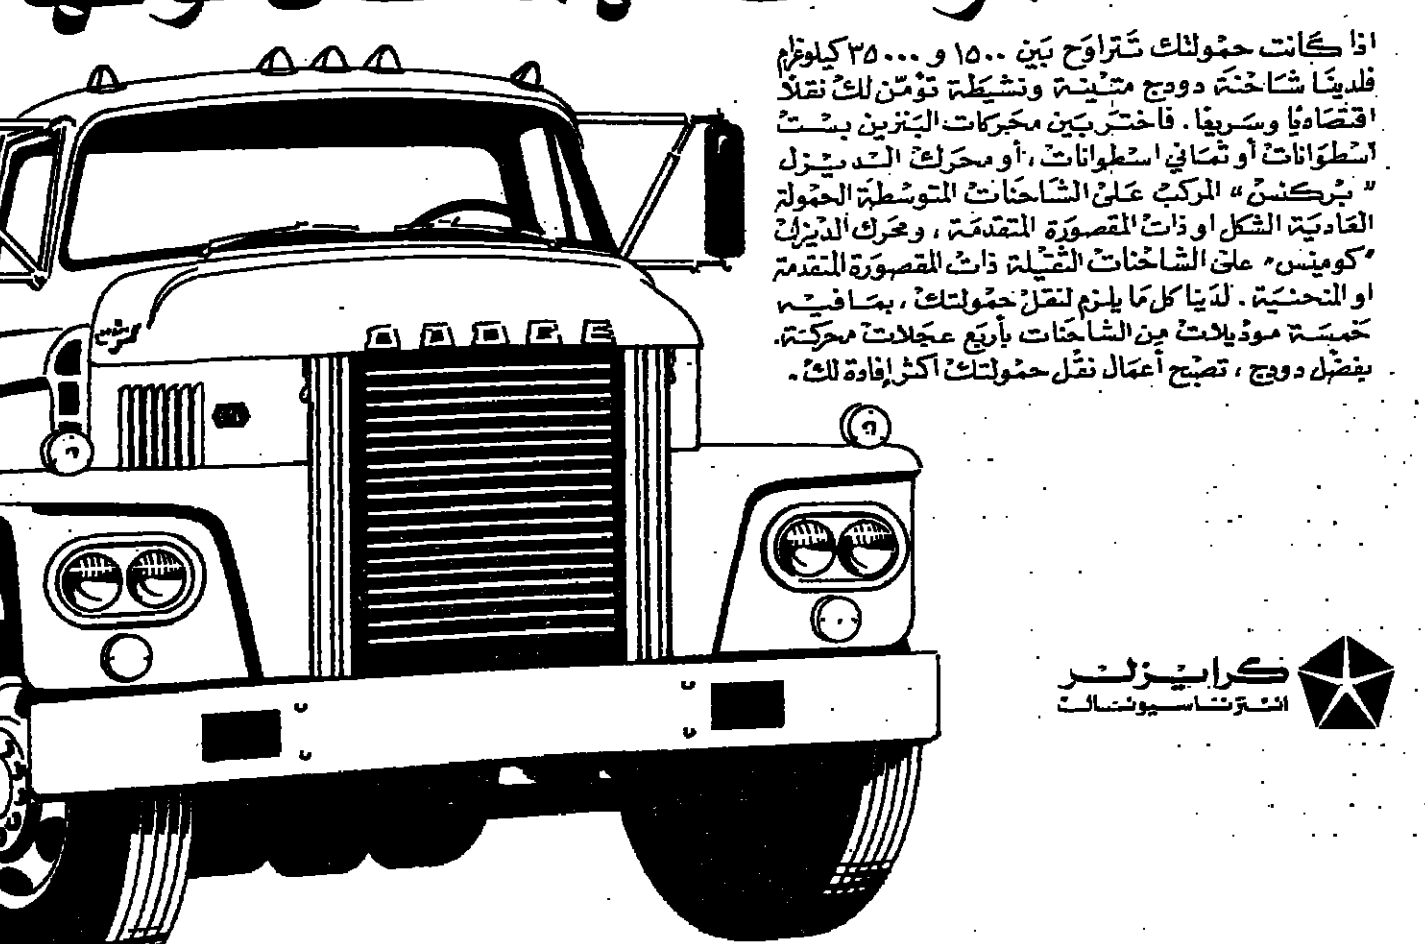 اذا كانت حمولتك تتراوح بين ١٥٠٠ و ٣٥٠٠٠ كيلوغرام
فلدينا شاحنة دودج متينة ونشيطة تؤمّن لك نقلاً
اقتصادياً وسريعاً . فاختر بين محركات البنزين بست
اسطوانات أو ثماني اسطوانات ، أو محرك الديزل
" بركنس " المركب على الشاحنات المتوسطة الحمولة
العادية الشكل او ذات المقصورة المتقدمة ، ومحرك الديزل
"كومينس" على الشاحنات الثقيلة ذات المقصورة المتقدمة
او المنحنية . لدينا كل ما يلزم لنقل حمولتك ، بما فيه
خمسة موديلات من الشاحنات بأربع عجلات محركة .
بفضل دودج ، تصبح أعمال نقل حمولتك أكثر إفادة لك .
DODGE
كرايزلر
انترناسيونال